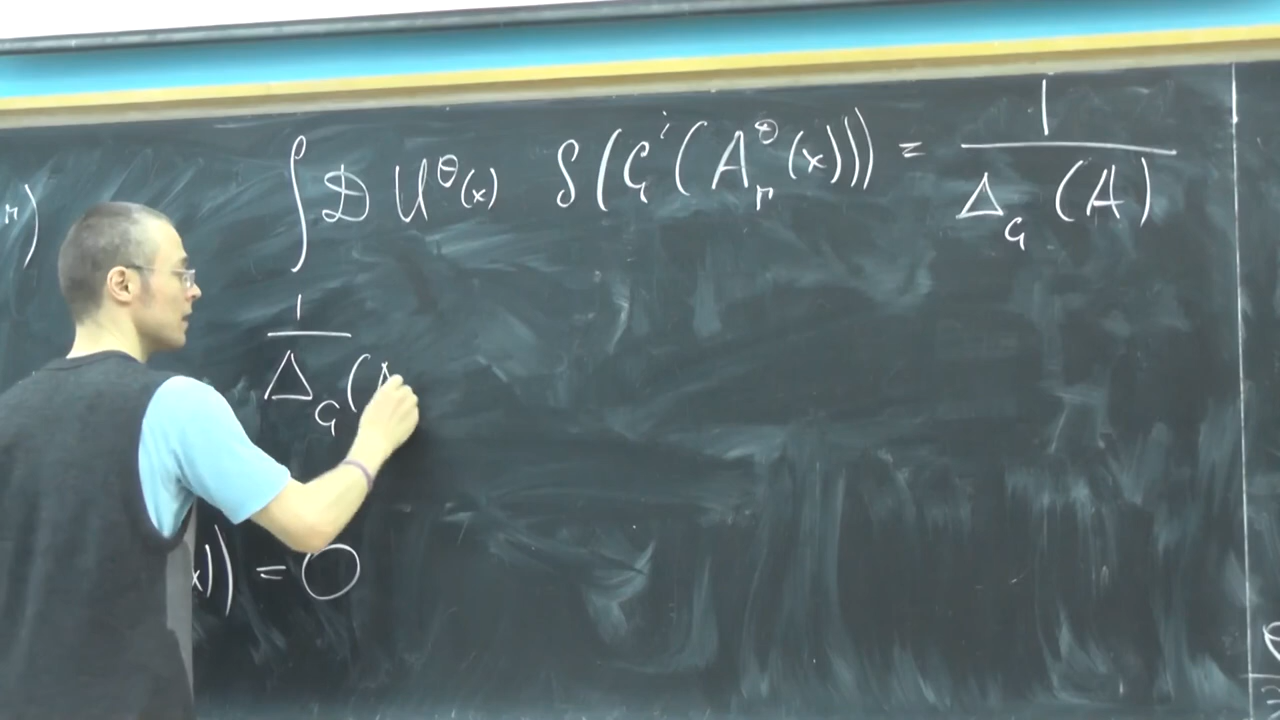 ∫ 𝒟 U^θ(x) δ(G^i(A_μ^θ(x))) = 1 / Δ_G (A)
1 / Δ_G (A
x)) = 0